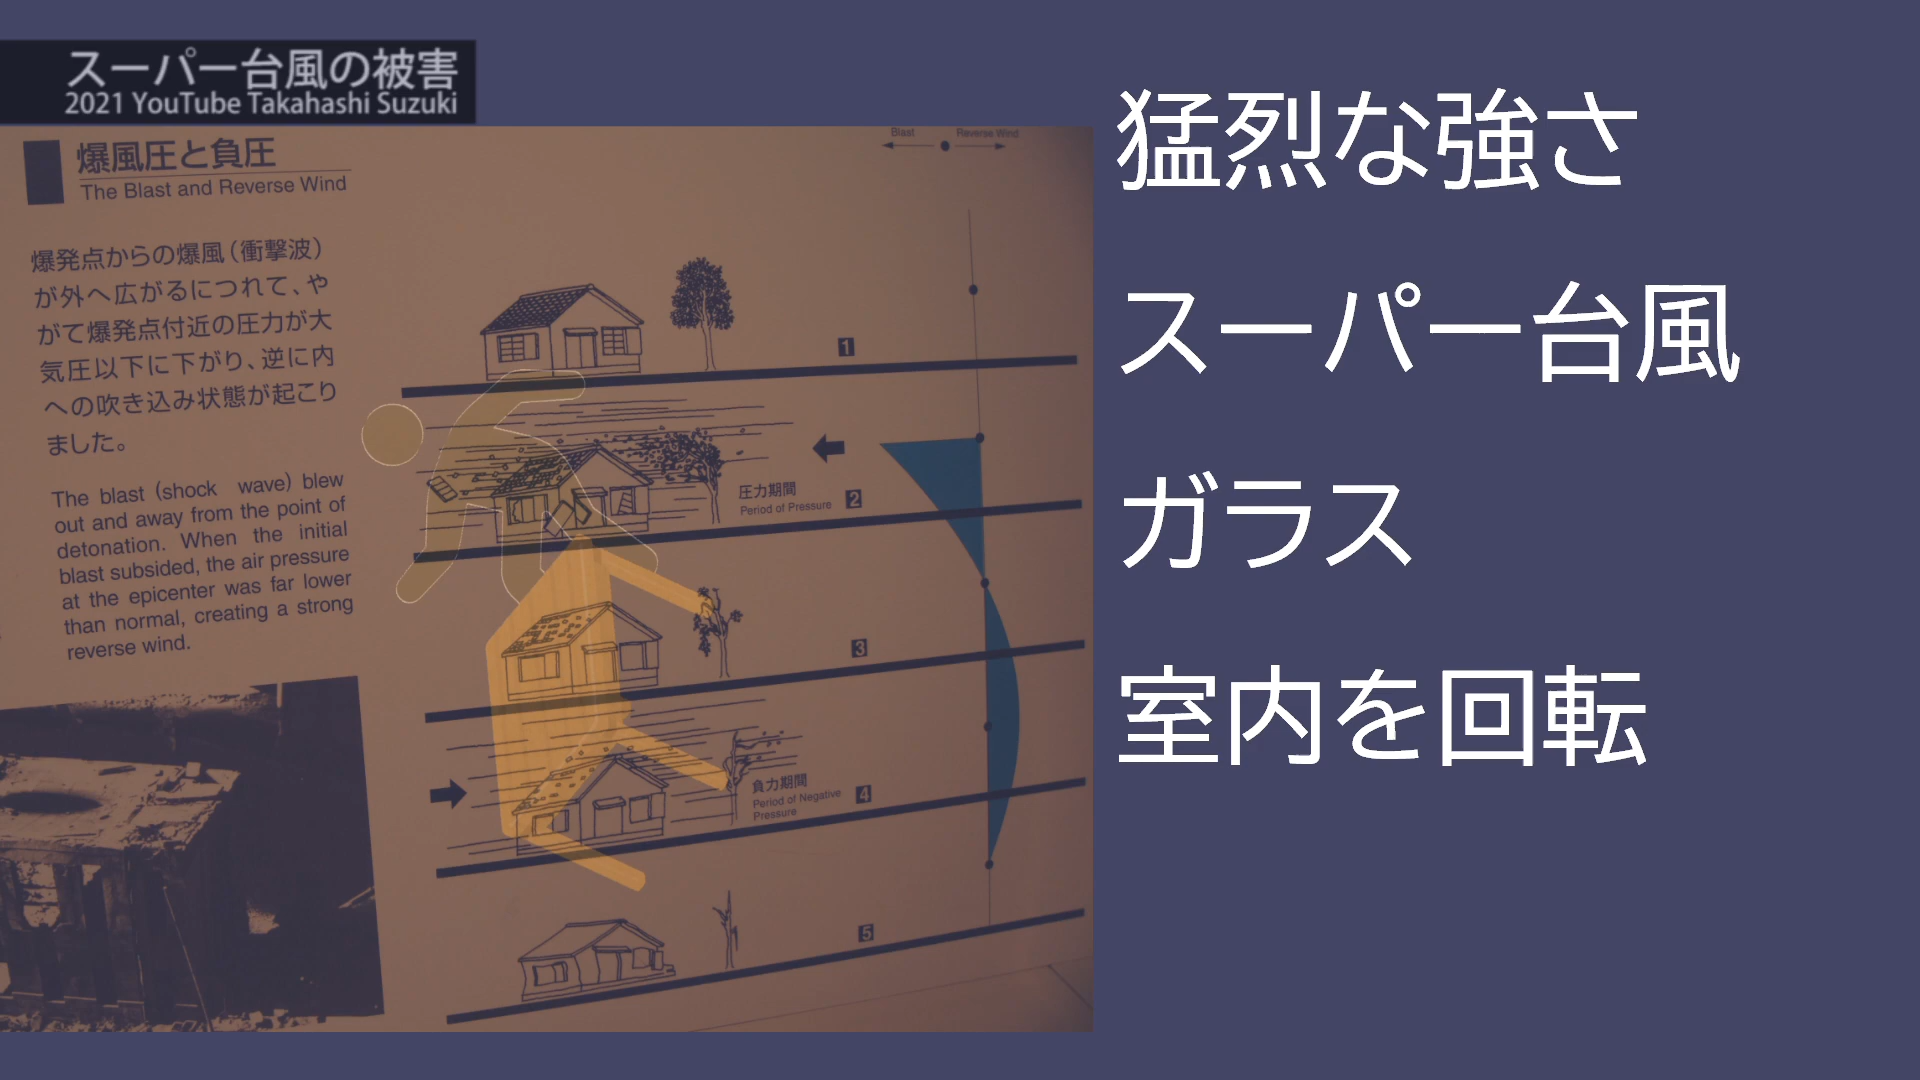 スーパー台風の被害
2021 YouTube Takahashi Suzuki
爆風圧と負圧
The Blast and Reverse Wind
爆発点からの爆風（衝撃波）
が外へ広がるにつれて、や
がて爆発点付近の圧力が大
気圧以下に下がり、逆に内
への吹き込み状態が起こり
ました。
The blast (shock wave) blew
out and away from the point of
detonation. When the initial
blast subsided, the air pressure
at the epicenter was far lower
than normal, creating a strong
reverse wind.
Blast
Reverse Wind
1
圧力期間
Period of Pressure
2
3
負力期間
Period of Negative
Pressure
4
5
猛烈な強さ
スーパー台風
ガラス
室内を回転